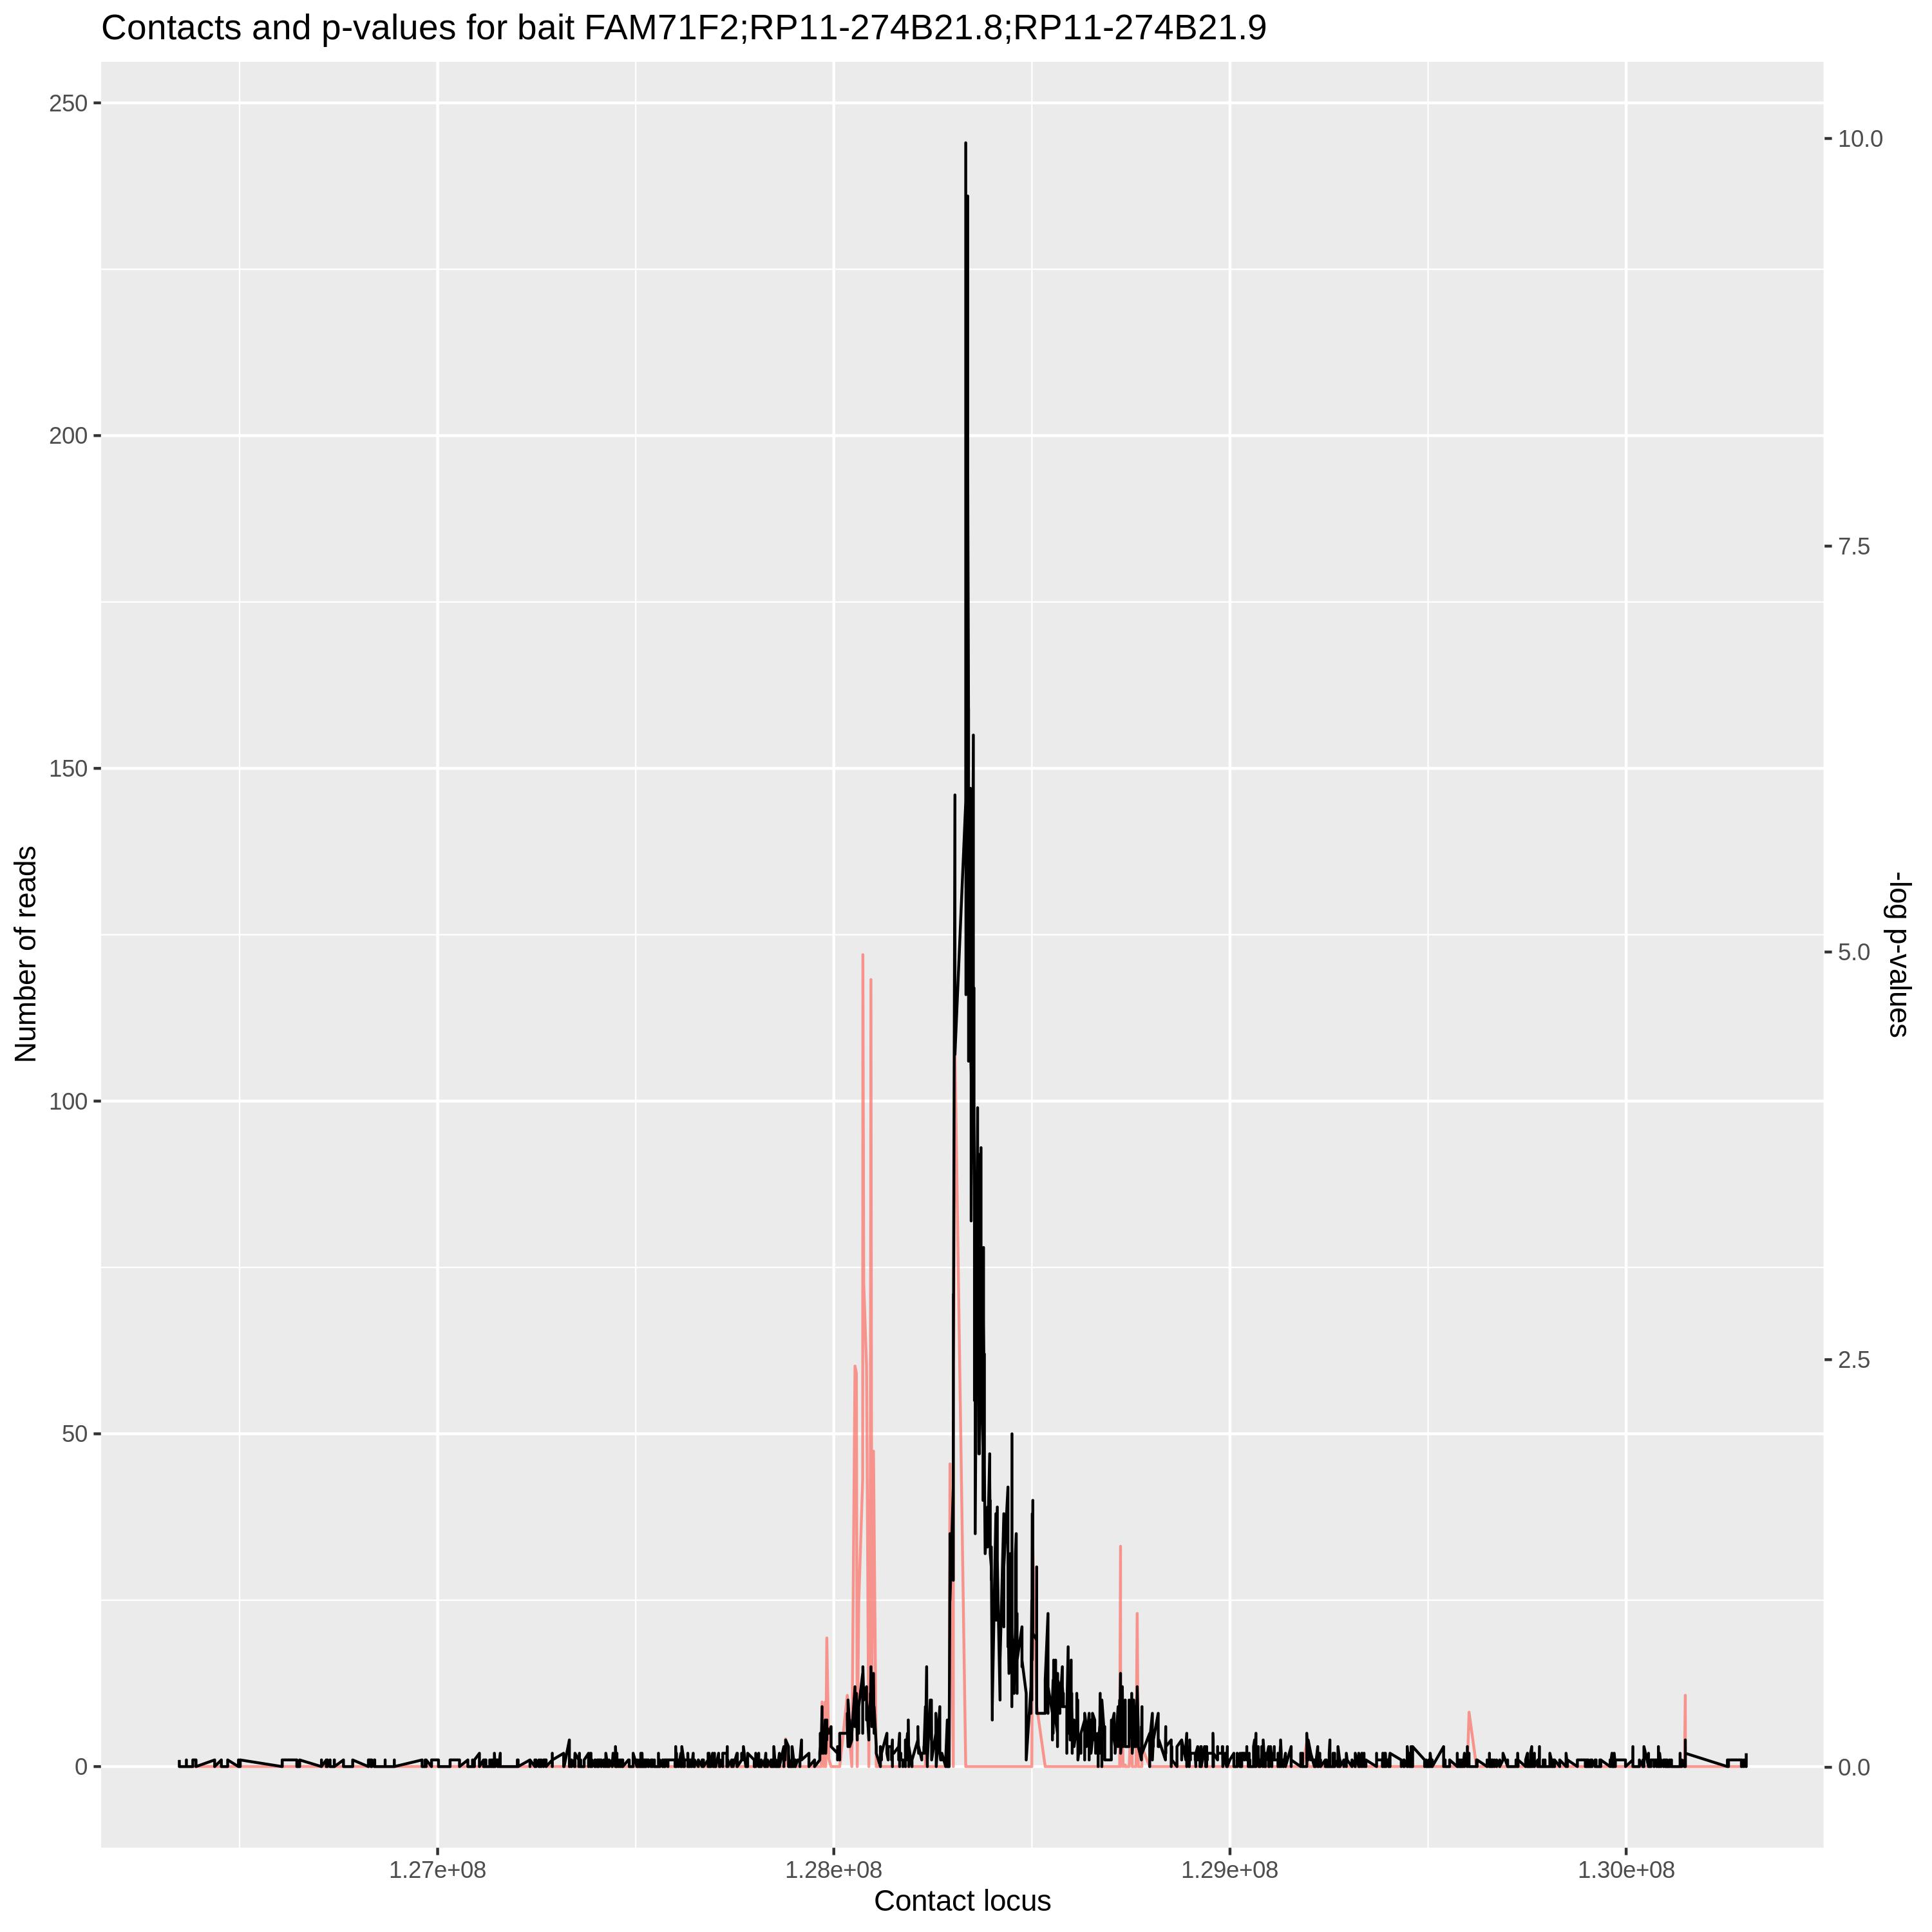 Contacts and p-values for bait FAM71F2;RP11-274B21.8;RP11-274B21.9
250
200
150
100
50
0
Number of reads
10.0
7.5
5.0
2.5
0.0
-log p-values
1.27e+08
1.28e+08
1.29e+08
1.30e+08
Contact locus